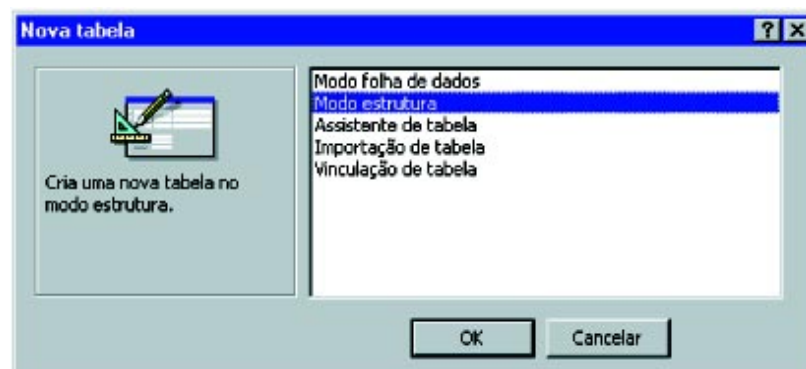 Nova tabela
Cria uma nova tabela no
modo estrutura.
Modo folha de dados
Modo estrutura
Assistente de tabela
Importação de tabela
Vinculação de tabela
OK
Cancelar